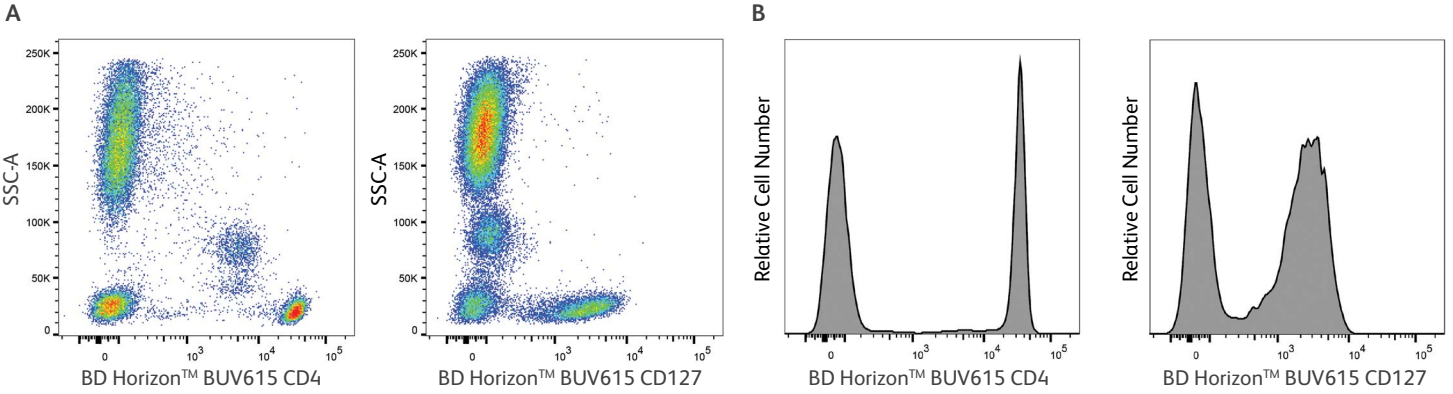 A
B
SSC-A
250K
200K
150K
100K
50K
0
0 10³ 10⁴ 10⁵
BD Horizon™ BUV615 CD4
SSC-A
250K
200K
150K
100K
50K
0
0 10³ 10⁴ 10⁵
BD Horizon™ BUV615 CD127
Relative Cell Number
0 10³ 10⁴ 10⁵
BD Horizon™ BUV615 CD4
Relative Cell Number
0 10³ 10⁴ 10⁵
BD Horizon™ BUV615 CD127